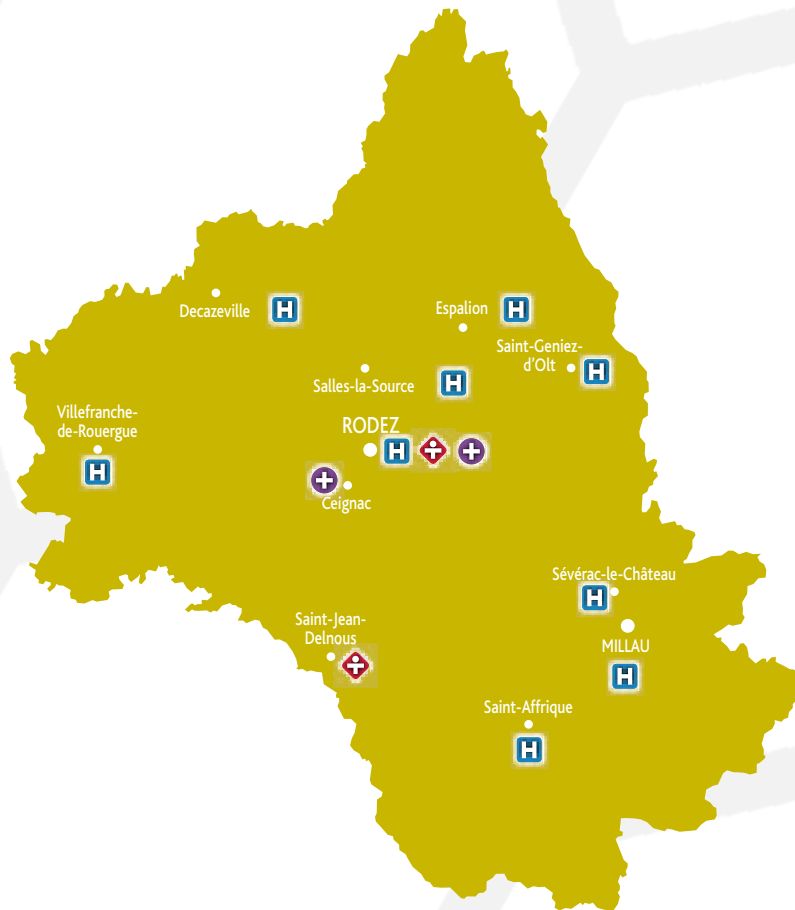 Decazeville
H
Espalion
H
Saint-Geniez-
d'Olt
H
Salles-la-Source
H
Villefranche-
de-Rouergue
H
RODEZ
H
Ceignac
Sévérac-le-Château
H
MILLAU
H
Saint-Jean-
Delnous
Saint-Affrique
H